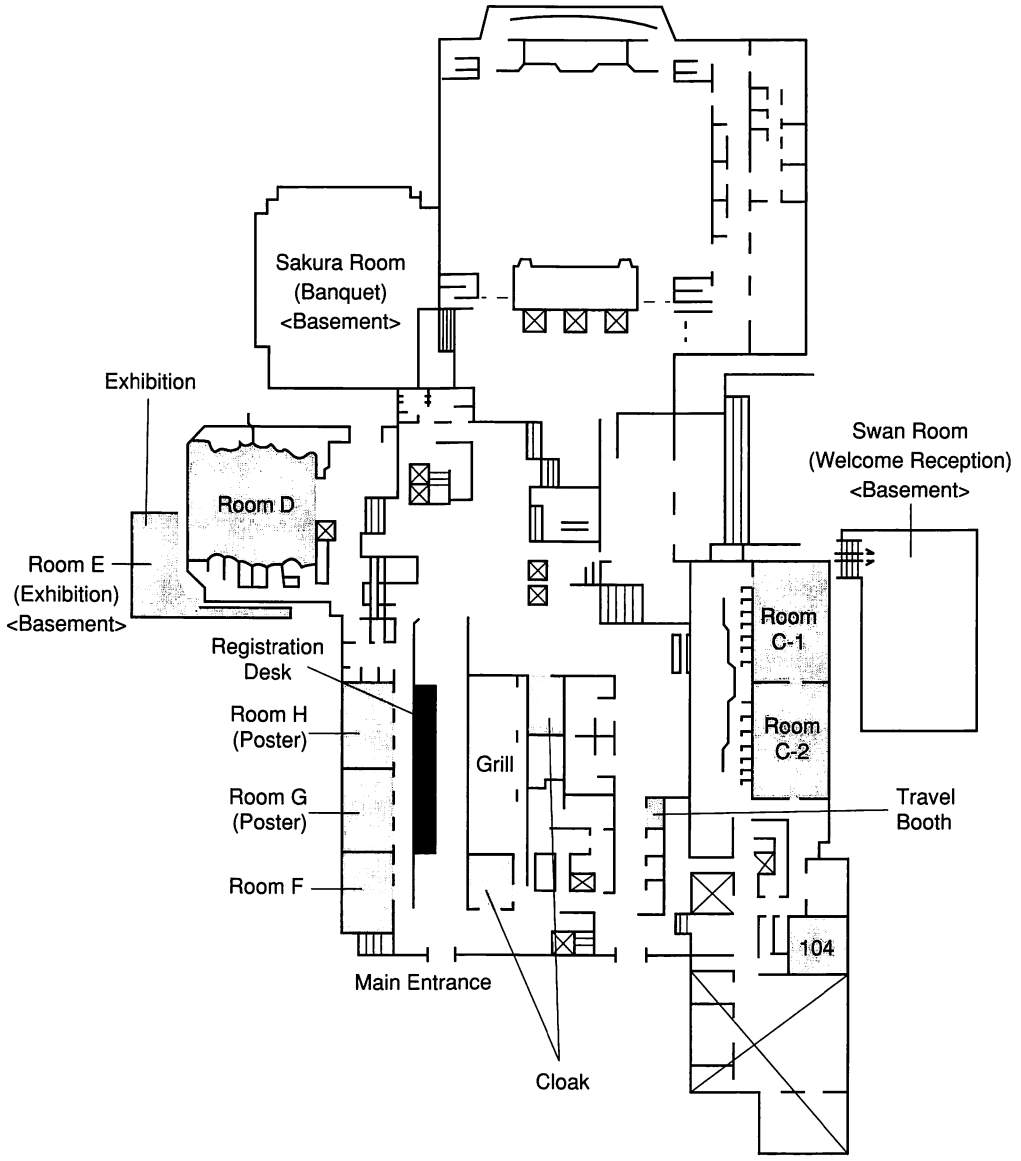 Sakura Room
(Banquet)
<Basement>
Exhibition
Swan Room
(Welcome Reception)
<Basement>
Room D
Room E
(Exhibition)
<Basement>
Room
C-1
Registration
Desk
Room H
(Poster)
Room
C-2
Grill
Room G
(Poster)
Travel
Booth
Room F
104
Main Entrance
Cloak